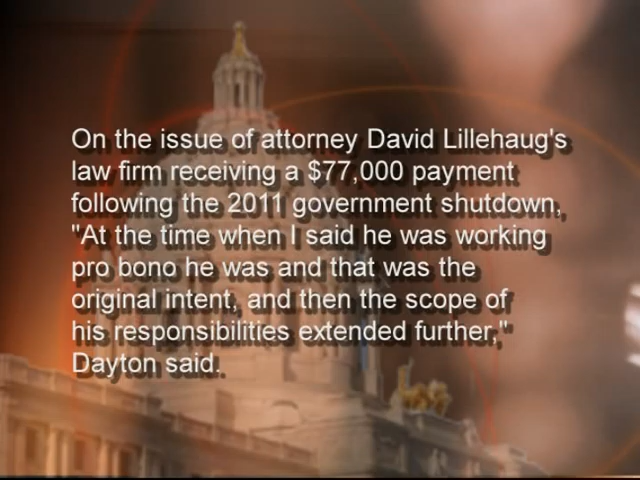 On the issue of attorney David Lillehaug's
law firm receiving a $77,000 payment
following the 2011 government shutdown,
"At the time when I said he was working
pro bono he was and that was the
original intent, and then the scope of
his responsibilities extended further,"
Dayton said.